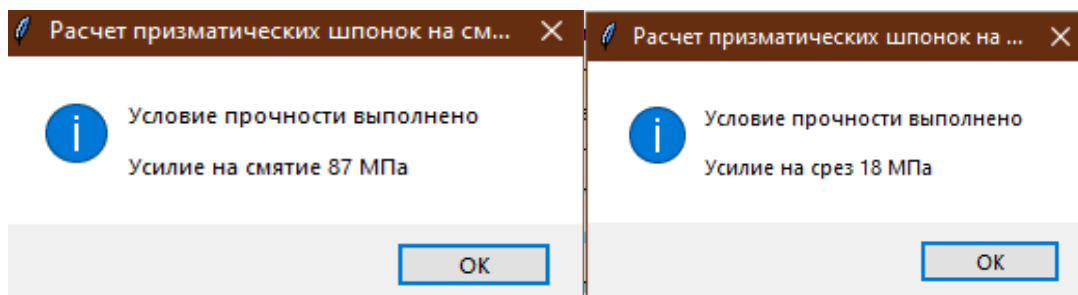 Расчет призматических шпонок на см...
Условие прочности выполнено
Усилие на смятие 87 МПа
OK
Расчет призматических шпонок на ...
Условие прочности выполнено
Усилие на срез 18 МПа
OK